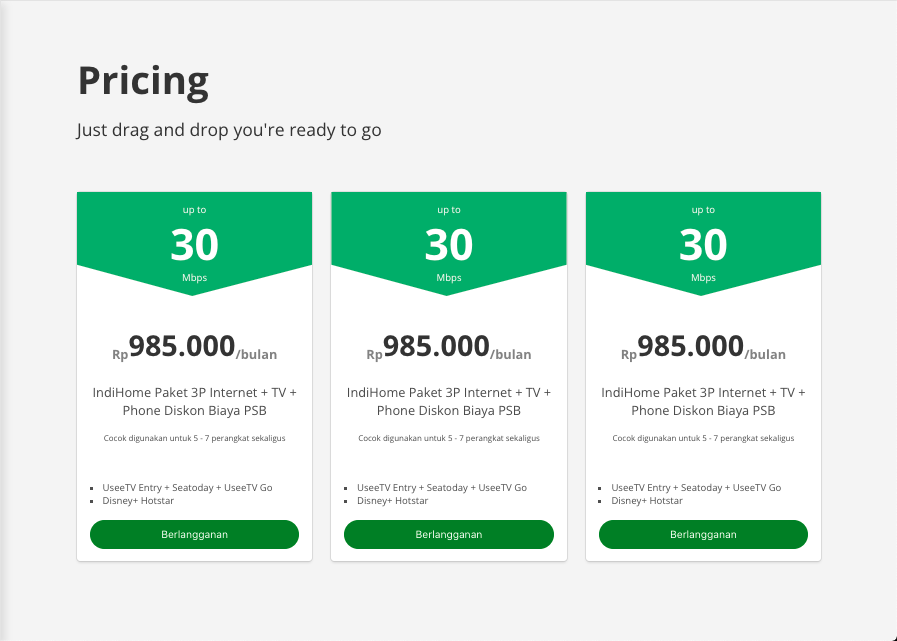 Pricing
Just drag and drop you're ready to go
up to
30
Mbps
Rp985.000/bulan
IndiHome Paket 3P Internet + TV +
Phone Diskon Biaya PSB
Cocok digunakan untuk 5 - 7 perangkat sekaligus
UseeTV Entry + Seatoday + UseeTV Go
Disney+ Hotstar
Berlangganan
up to
30
Mbps
Rp985.000/bulan
IndiHome Paket 3P Internet + TV +
Phone Diskon Biaya PSB
Cocok digunakan untuk 5 - 7 perangkat sekaligus
UseeTV Entry + Seatoday + UseeTV Go
Disney+ Hotstar
Berlangganan
up to
30
Mbps
Rp985.000/bulan
IndiHome Paket 3P Internet + TV +
Phone Diskon Biaya PSB
Cocok digunakan untuk 5 - 7 perangkat sekaligus
UseeTV Entry + Seatoday + UseeTV Go
Disney+ Hotstar
Berlangganan